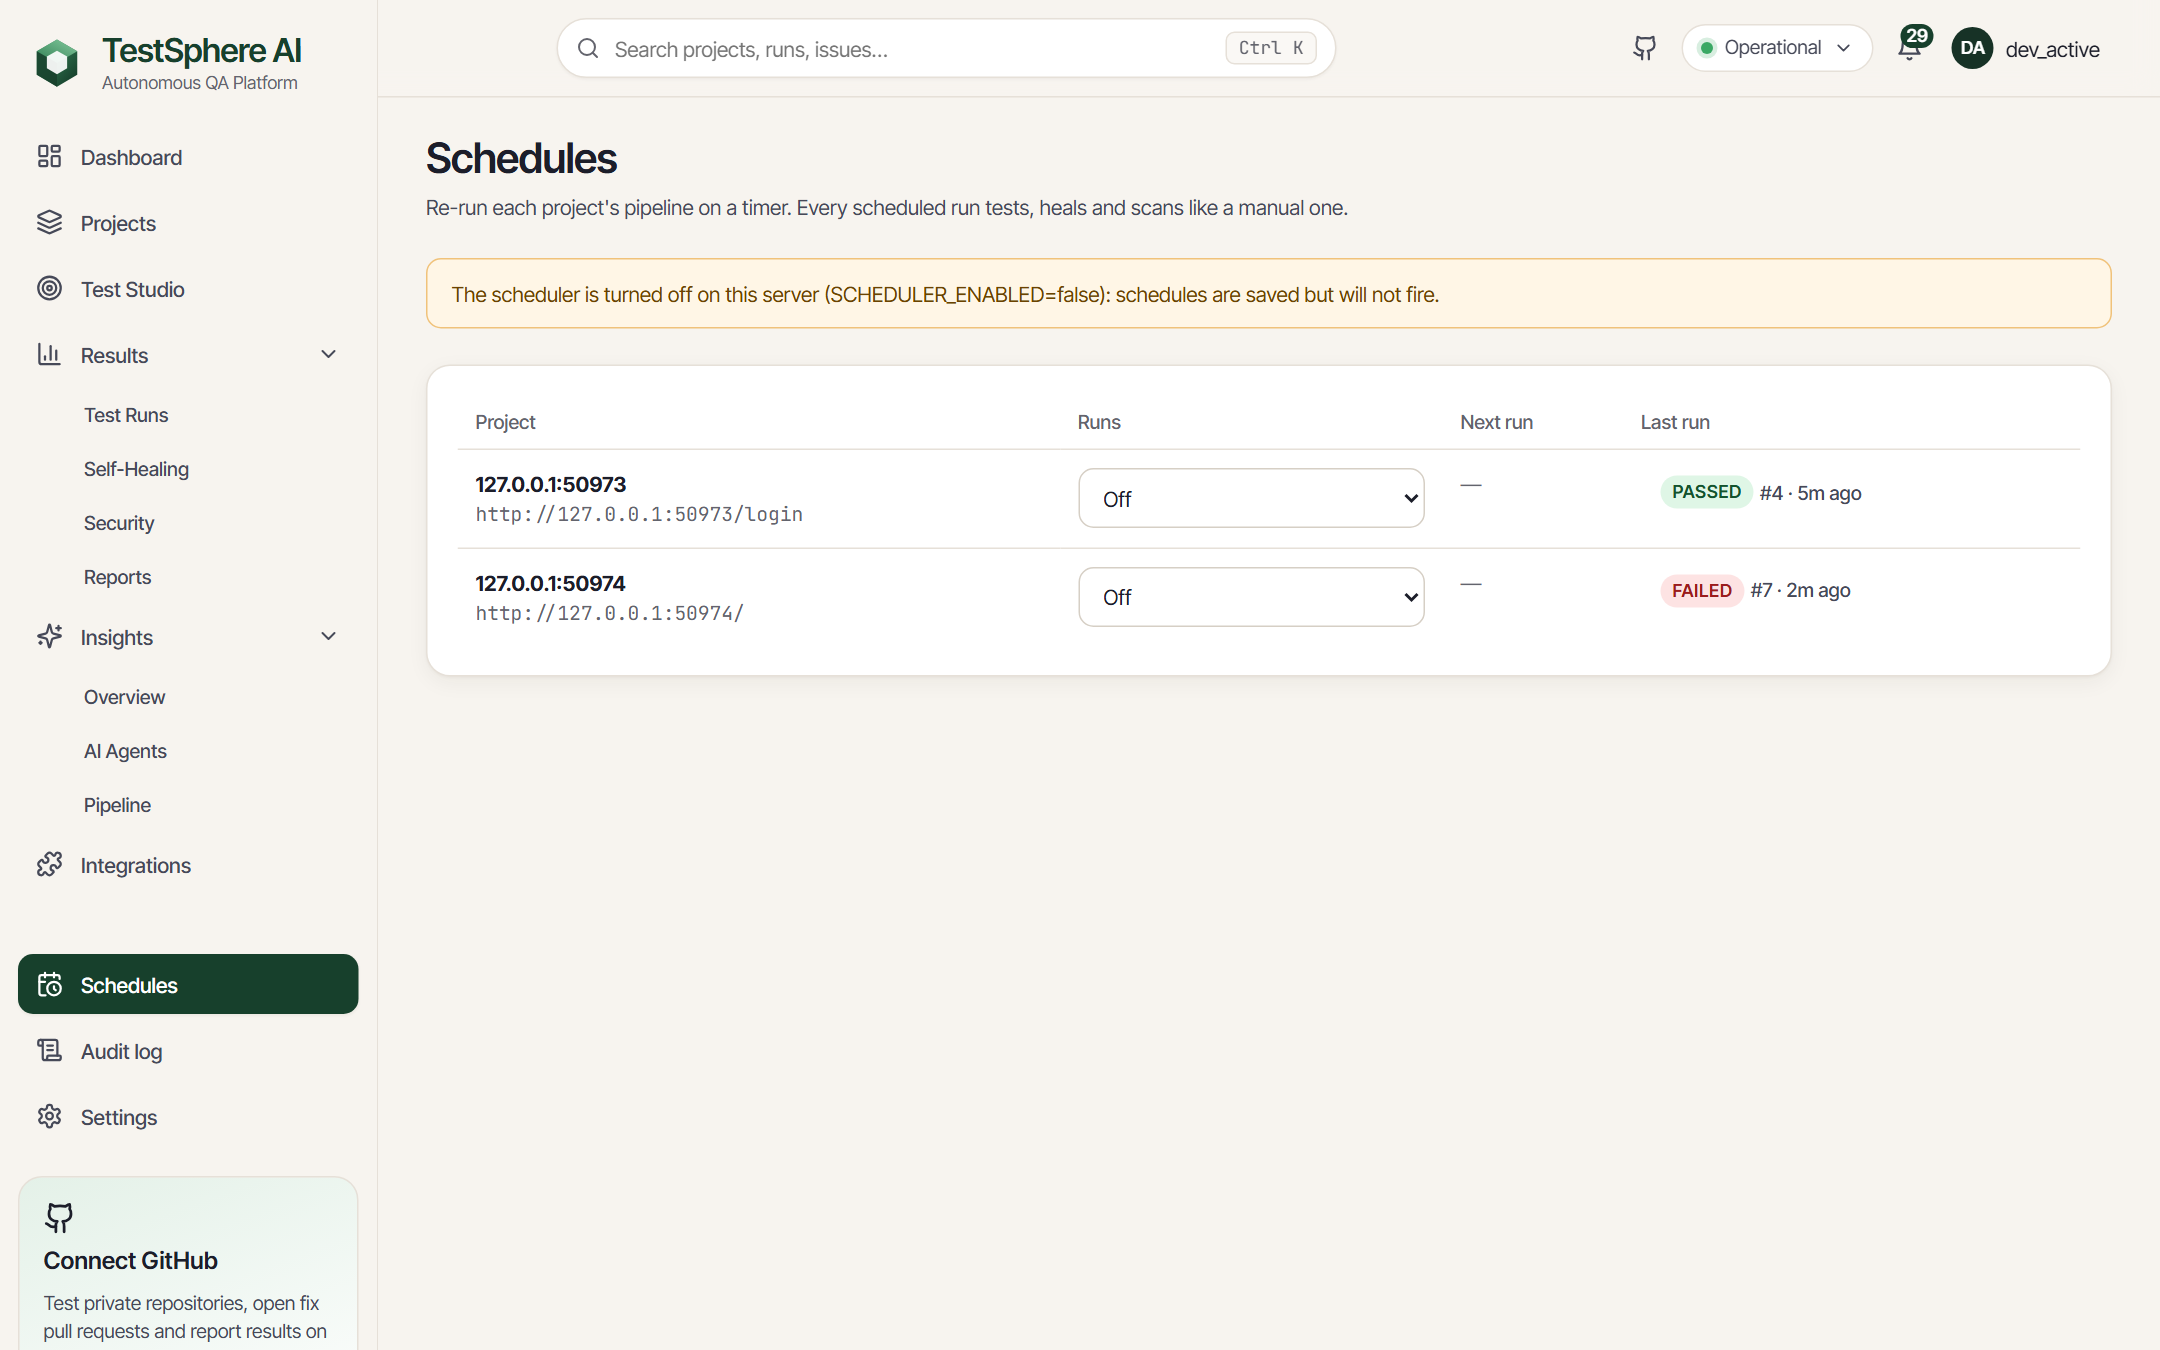 TestSphere AI
Autonomous QA Platform
Search projects, runs, issues...
Ctrl K
Operational
29
DA
dev_active
Dashboard
Projects
Test Studio
Results
Test Runs
Self-Healing
Security
Reports
Insights
Overview
AI Agents
Pipeline
Integrations
Schedules
Audit log
Settings
Connect GitHub
Test private repositories, open fix
pull requests and report results on
Schedules
Re-run each project's pipeline on a timer. Every scheduled run tests, heals and scans like a manual one.
The scheduler is turned off on this server (SCHEDULER_ENABLED=false): schedules are saved but will not fire.
Project Runs Next run Last run
127.0.0.1:50973
http://127.0.0.1:50973/login
Off
—
PASSED #4 · 5m ago
127.0.0.1:50974
http://127.0.0.1:50974/
Off
—
FAILED #7 · 2m ago